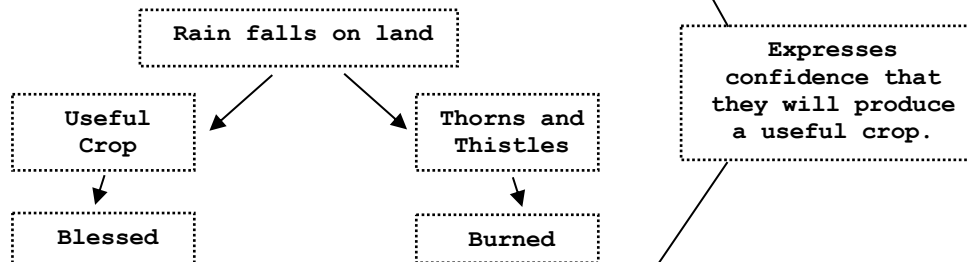 Rain falls on land
Useful
Crop
Thorns and
Thistles
Blessed
Burned
Expresses
confidence that
they will produce
a useful crop.